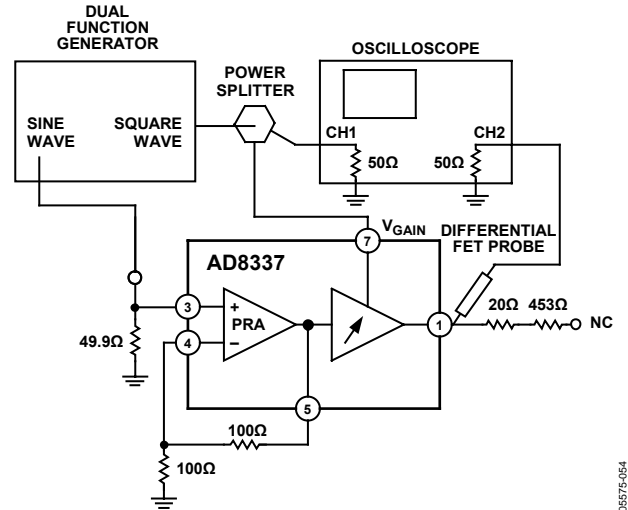 DUAL
FUNCTION
GENERATOR
OSCILLOSCOPE
POWER
SPLITTER
SINE
WAVE
SQUARE
WAVE
CH1
CH2
50Ω
50Ω
VGAIN
DIFFERENTIAL
FET PROBE
7
AD8337
20Ω
453Ω
NC
3
+
PRA
1
49.9Ω
4
–
5
100Ω
100Ω
05575-054